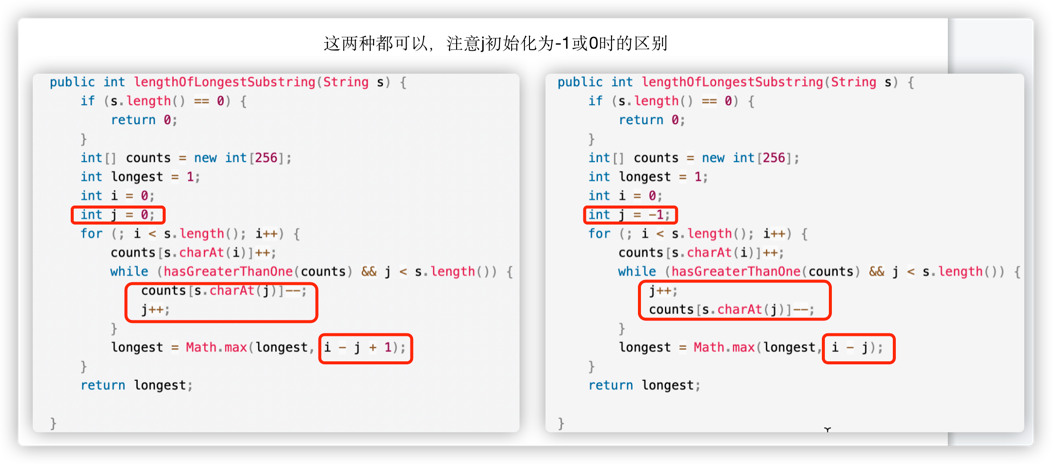 这两种都可以，注意j初始化为-1或0时的区别
public int lengthOfLongestSubstring(String s) {
    if (s.length() == 0) {
        return 0;
    }
    int[] counts = new int[256];
    int longest = 1;
    int i = 0;
    int j = 0;
    for (; i < s.length(); i++) {
        counts[s.charAt(i)]++;
        while (hasGreaterThanOne(counts) && j < s.length()) {
            counts[s.charAt(j)]--;
            j++;
        }
        longest = Math.max(longest, i - j + 1);
    }
    return longest;
}
public int lengthOfLongestSubstring(String s) {
    if (s.length() == 0) {
        return 0;
    }
    int[] counts = new int[256];
    int longest = 1;
    int i = 0;
    int j = -1;
    for (; i < s.length(); i++) {
        counts[s.charAt(i)]++;
        while (hasGreaterThanOne(counts) && j < s.length()) {
            j++;
            counts[s.charAt(j)]--;
        }
        longest = Math.max(longest, i - j);
    }
    return longest;
}